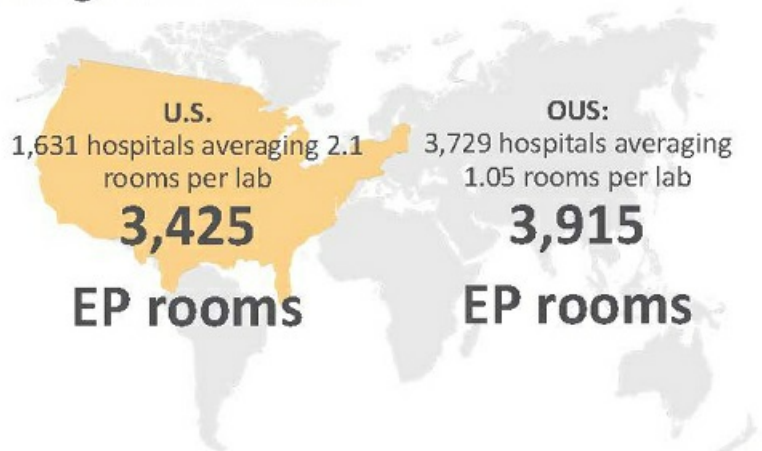 U.S.
1,631 hospitals averaging 2.1
rooms per lab
3,425
EP rooms
OUS:
3,729 hospitals averaging
1.05 rooms per lab
3,915
EP rooms